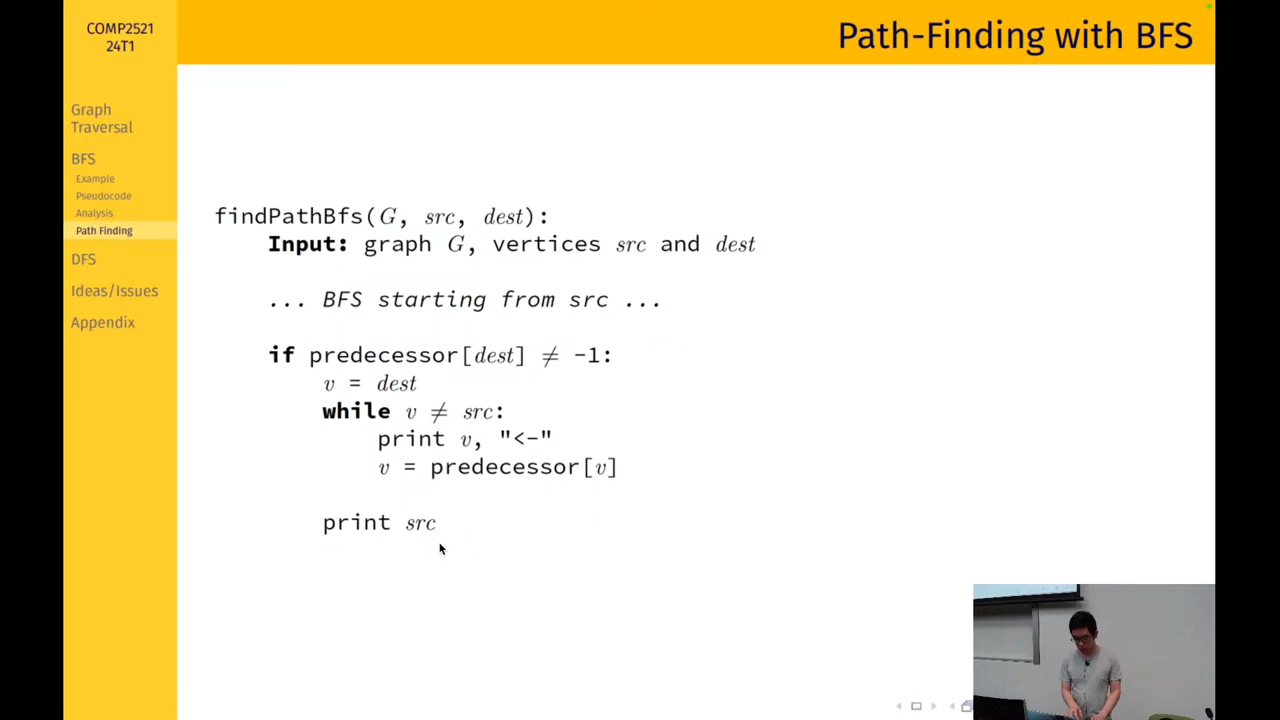 COMP2521
24T1
Path-Finding with BFS
Graph
Traversal
BFS
Example
Pseudocode
Analysis
Path Finding
DFS
Ideas/Issues
Appendix
findPathBfs(G, src, dest):
Input: graph G, vertices src and dest
... BFS starting from src ...
if predecessor[dest] ≠ -1:
v = dest
while v ≠ src:
print v, "<-"
v = predecessor[v]
print src